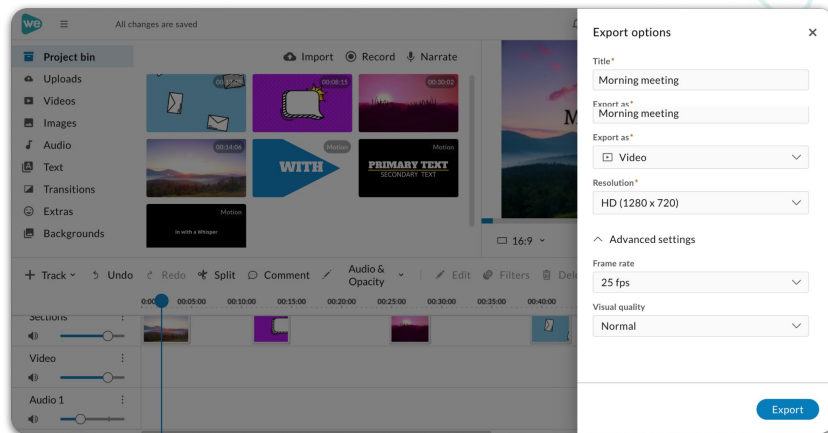 we
All changes are saved
Export options
Title*
Morning meeting
Export as*
Morning meeting
Export as*
Video
Resolution*
HD (1280 x 720)
Advanced settings
Frame rate
25 fps
Visual quality
Normal
Export
Project bin
Uploads
Videos
Images
Audio
Text
Transitions
Extras
Backgrounds
Import
Record
Narrate
00:08:15
00:30:02
00:14:06
Motion
WITH
Motion
PRIMARY TEXT
SECONDARY TEXT
Motion
In with a Whisper
M
16:9
Track
Undo
Redo
Split
Comment
Audio &
Opacity
Edit
Filters
Dele
0:00
00:05:00
00:10:00
00:15:00
00:20:00
00:25:00
00:30:00
00:35:00
00:40:00
Sections
Video
Audio 1